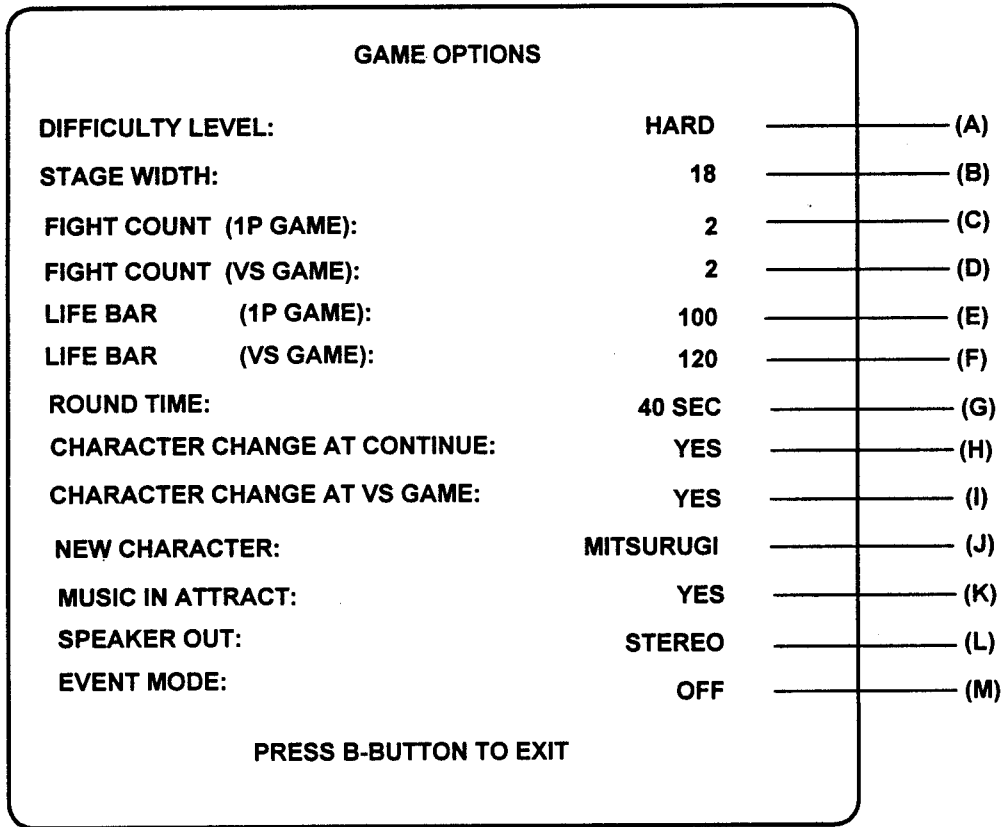 GAME OPTIONS
DIFFICULTY LEVEL: HARD (A)
STAGE WIDTH: 18 (B)
FIGHT COUNT (1P GAME): 2 (C)
FIGHT COUNT (VS GAME): 2 (D)
LIFE BAR (1P GAME): 100 (E)
LIFE BAR (VS GAME): 120 (F)
ROUND TIME: 40 SEC (G)
CHARACTER CHANGE AT CONTINUE: YES (H)
CHARACTER CHANGE AT VS GAME: YES (I)
NEW CHARACTER: MITSURUGI (J)
MUSIC IN ATTRACT: YES (K)
SPEAKER OUT: STEREO (L)
EVENT MODE: OFF (M)
PRESS B-BUTTON TO EXIT